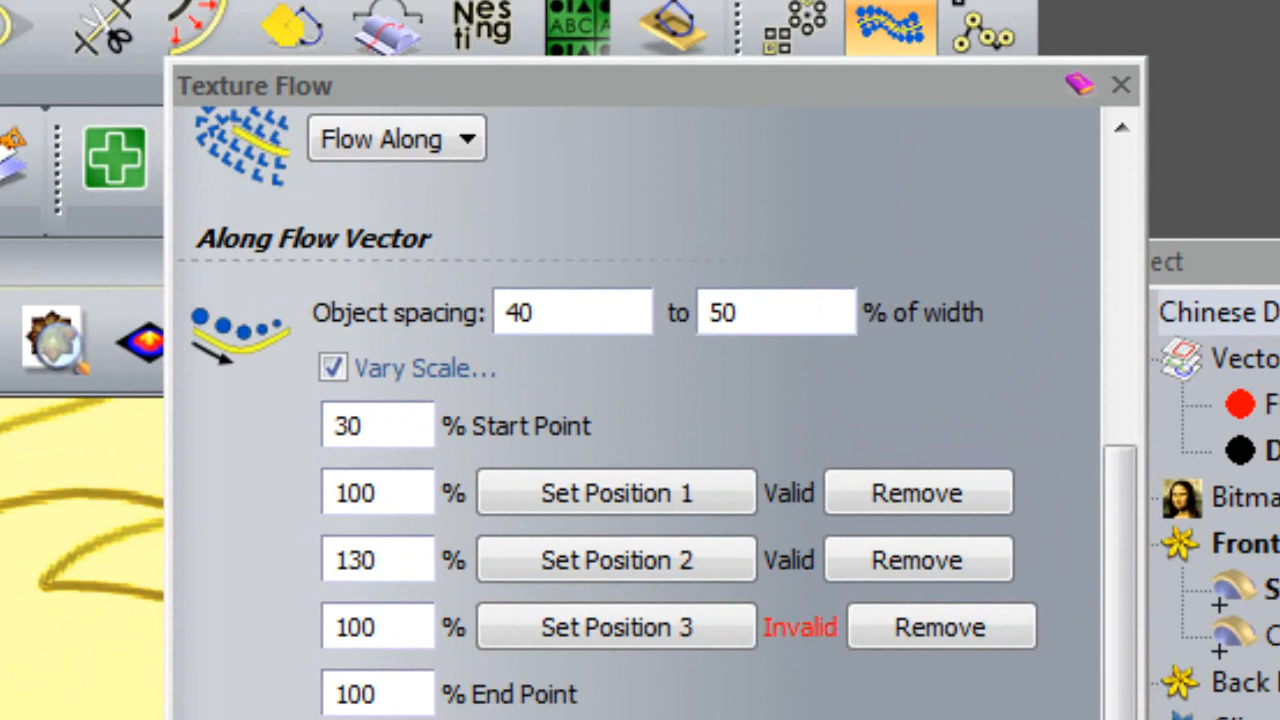 Nes
ting
ABC
Texture Flow
Flow Along
ect
Along Flow Vector
Chinese D
Object spacing: 40 to 50 % of width
Vecto
Vary Scale...
F
30 % Start Point
D
100 % Set Position 1 Valid Remove
Bitma
Front
130 % Set Position 2 Valid Remove
S
100 % Set Position 3 Invalid Remove
C
100 % End Point
Back